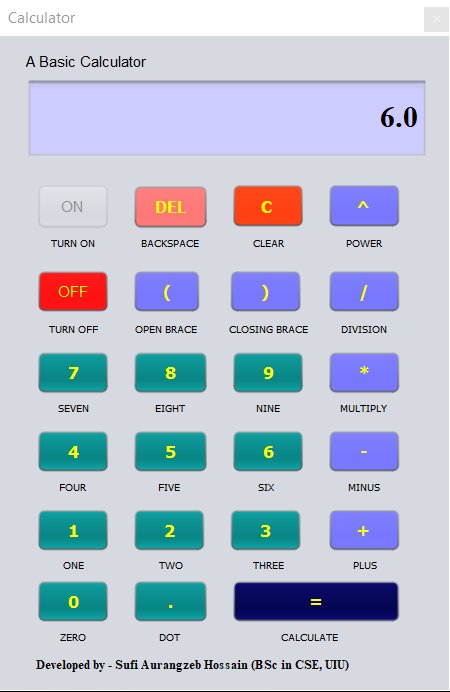 Calculator
A Basic Calculator
6.0
ON DEL C ^
TURN ON BACKSPACE CLEAR POWER
OFF ( ) /
TURN OFF OPEN BRACE CLOSING BRACE DIVISION
7 8 9 *
SEVEN EIGHT NINE MULTIPLY
4 5 6 -
FOUR FIVE SIX MINUS
1 2 3 +
ONE TWO THREE PLUS
0 . =
ZERO DOT CALCULATE
Developed by - Sufi Aurangzeb Hossain (BSc in CSE, UIU)